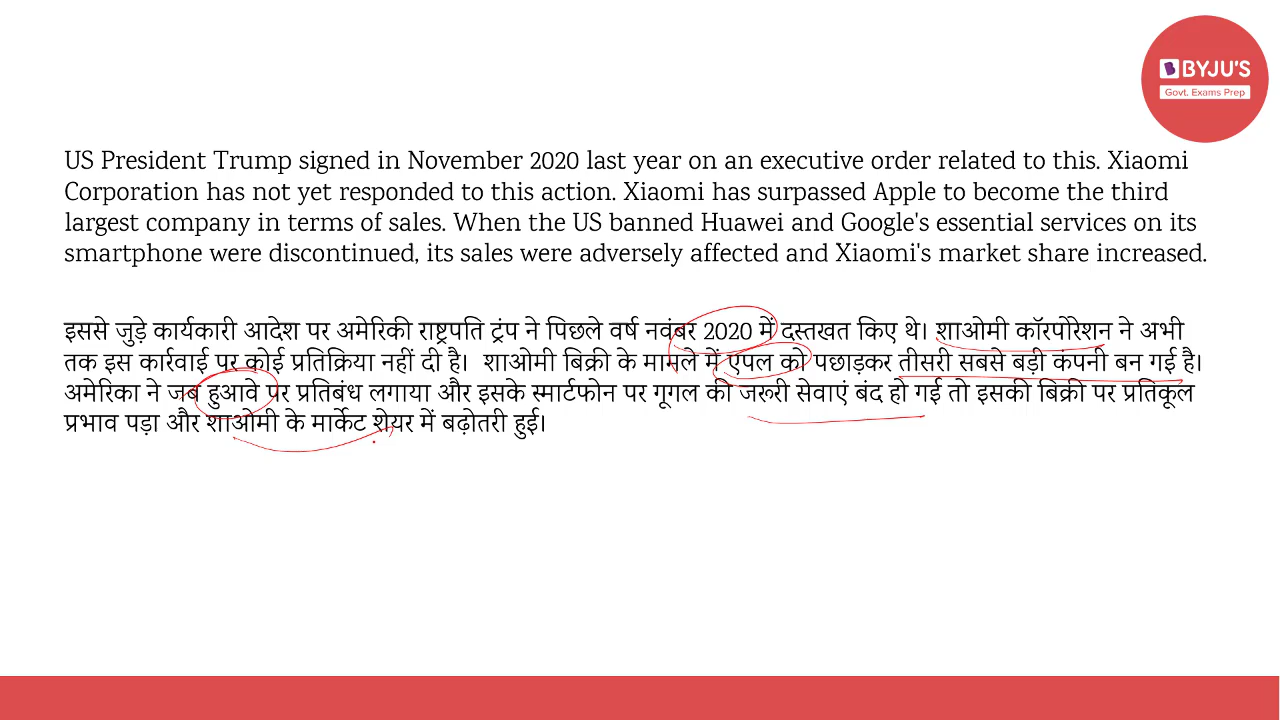 BYJU'S
Govt. Exams Prep
US President Trump signed in November 2020 last year on an executive order related to this. Xiaomi
Corporation has not yet responded to this action. Xiaomi has surpassed Apple to become the third
largest company in terms of sales. When the US banned Huawei and Google's essential services on its
smartphone were discontinued, its sales were adversely affected and Xiaomi's market share increased.
इससे जुड़े कार्यकारी आदेश पर अमेरिकी राष्ट्रपति ट्रंप ने पिछले वर्ष नवंबर 2020 में दस्तखत किए थे। शाओमी कॉरपोरेशन ने अभी
तक इस कार्रवाई पर कोई प्रतिक्रिया नहीं दी है। शाओमी बिक्री के मामले में एपल को पछाड़कर तीसरी सबसे बड़ी कंपनी बन गई है।
अमेरिका ने जब हुआवे पर प्रतिबंध लगाया और इसके स्मार्टफोन पर गूगल की जरूरी सेवाएं बंद हो गई तो इसकी बिक्री पर प्रतिकूल
प्रभाव पड़ा और शाओमी के मार्केट शेयर में बढ़ोतरी हुई।